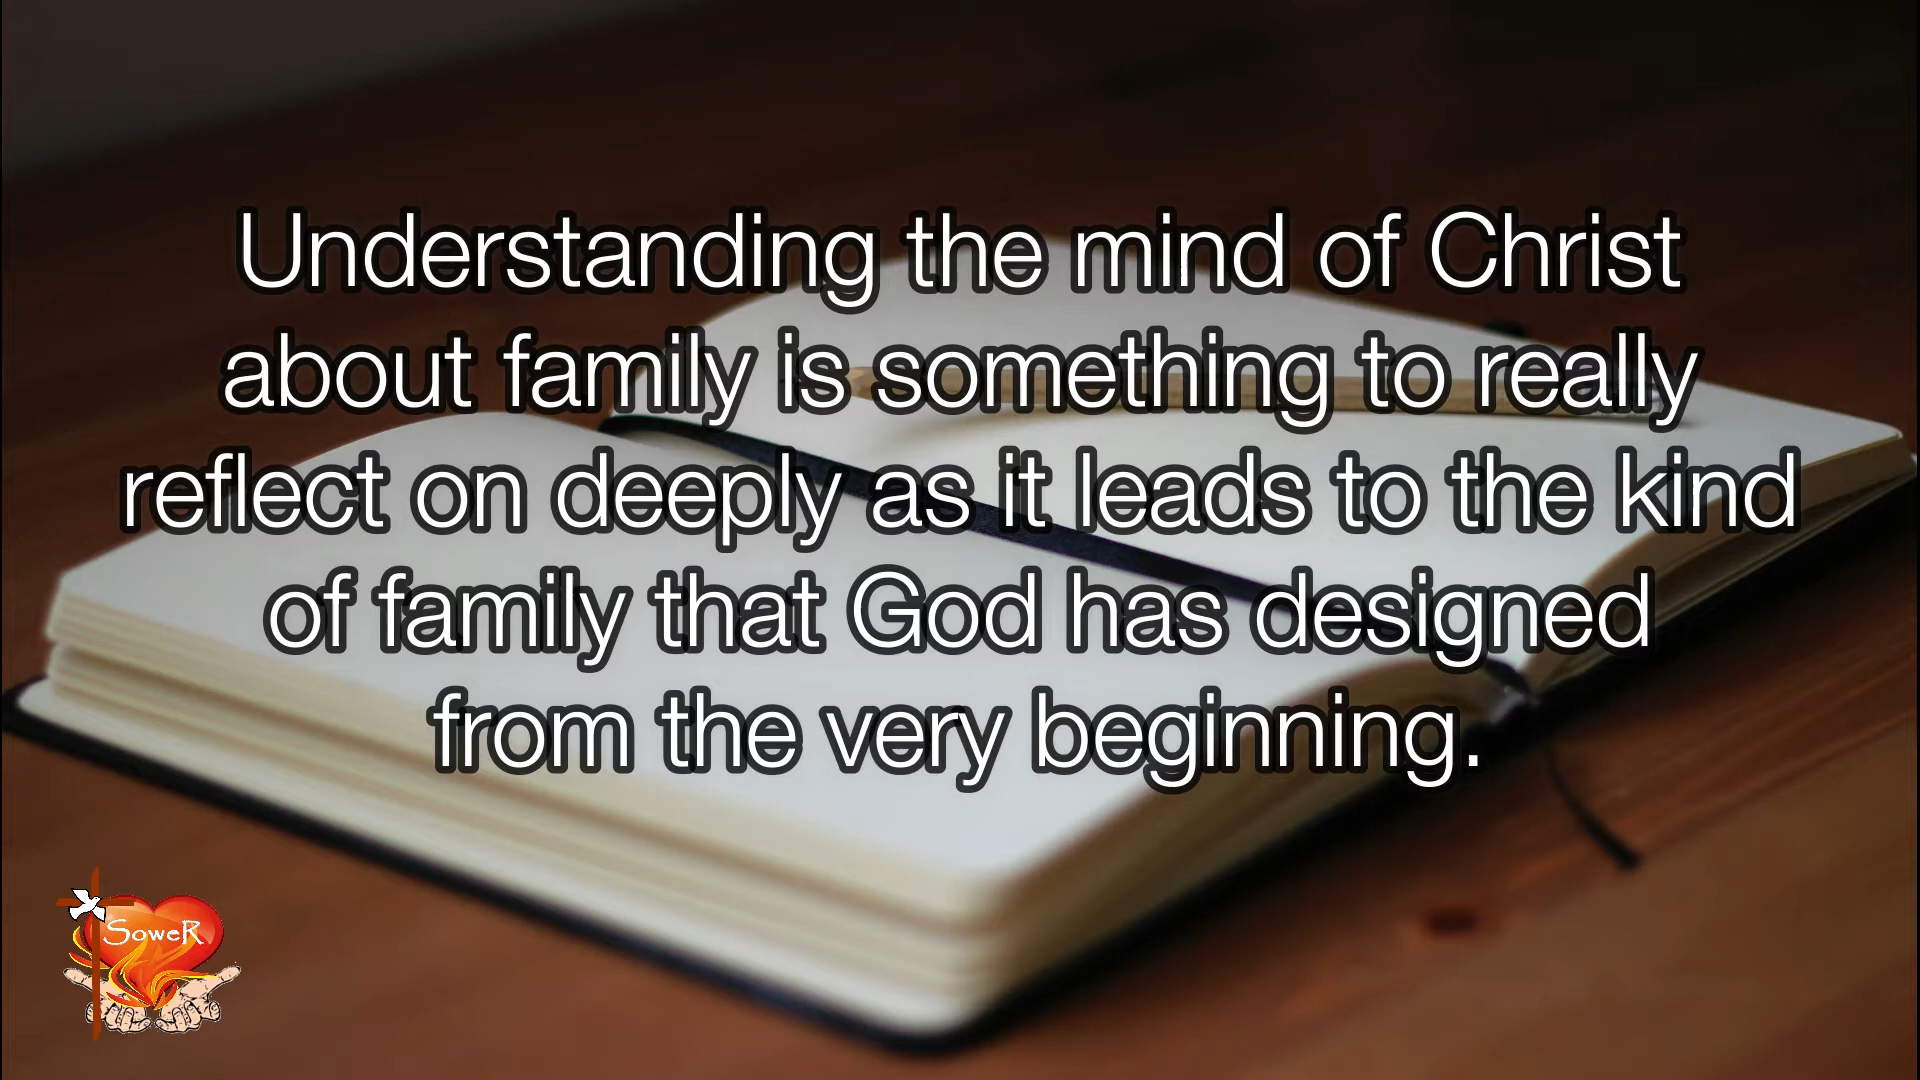 Understanding the mind of Christ
about family is something to really
reflect on deeply as it leads to the kind
of family that God has designed
from the very beginning.
SoweR